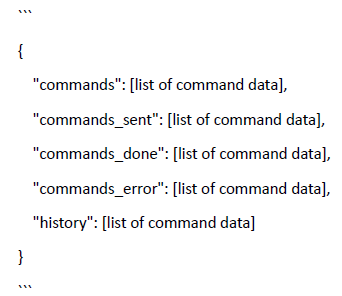 ```
{
"commands": [list of command data],
"commands_sent": [list of command data],
"commands_done": [list of command data],
"commands_error": [list of command data],
"history": [list of command data]
}
```